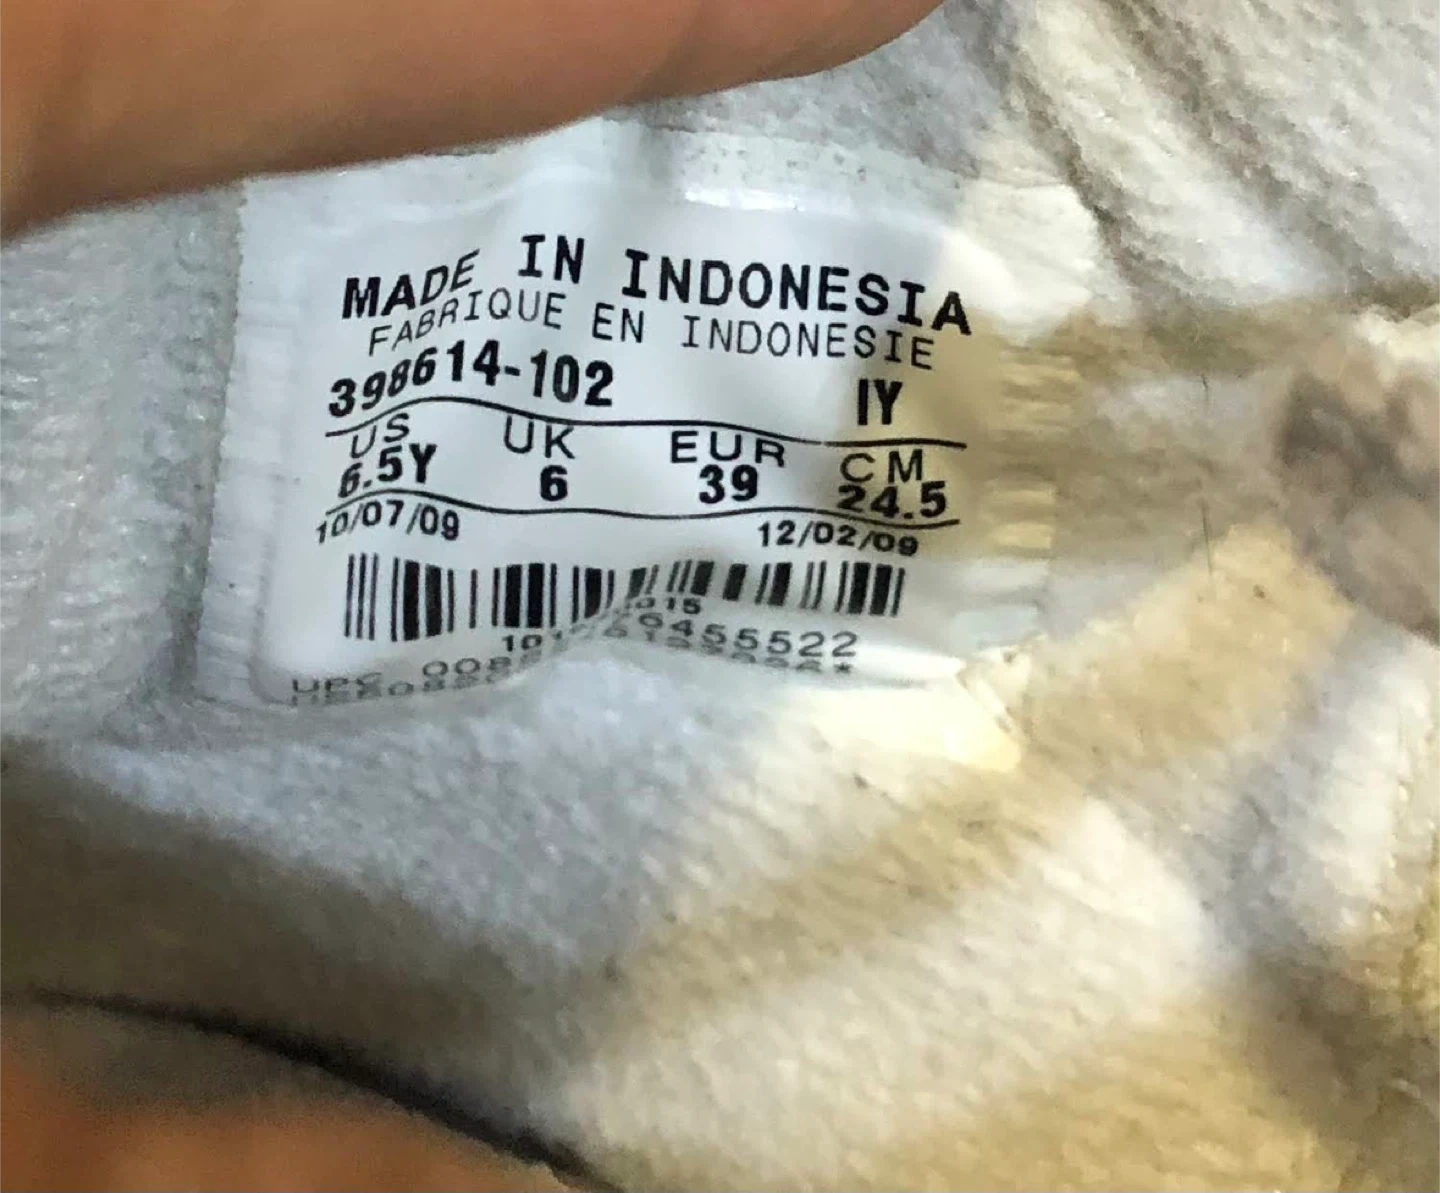 MADE IN INDONESIA
FABRIQUE EN INDONESIE
398614-102 IY
US UK EUR CM
6.5Y 6 39 24.5
10/07/09 12/02/09
UPC